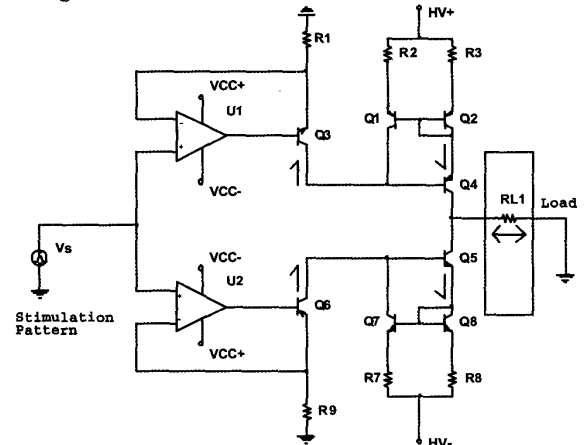 HV+
R1
R2
R3
VCC+
U1
Q1
Q2
Q3
VCC-
Q4
RL1
Load
Vs
VCC-
U2
Q5
Stimulation
Pattern
Q6
Q7
Q8
VCC+
R7
R8
R9
HV-